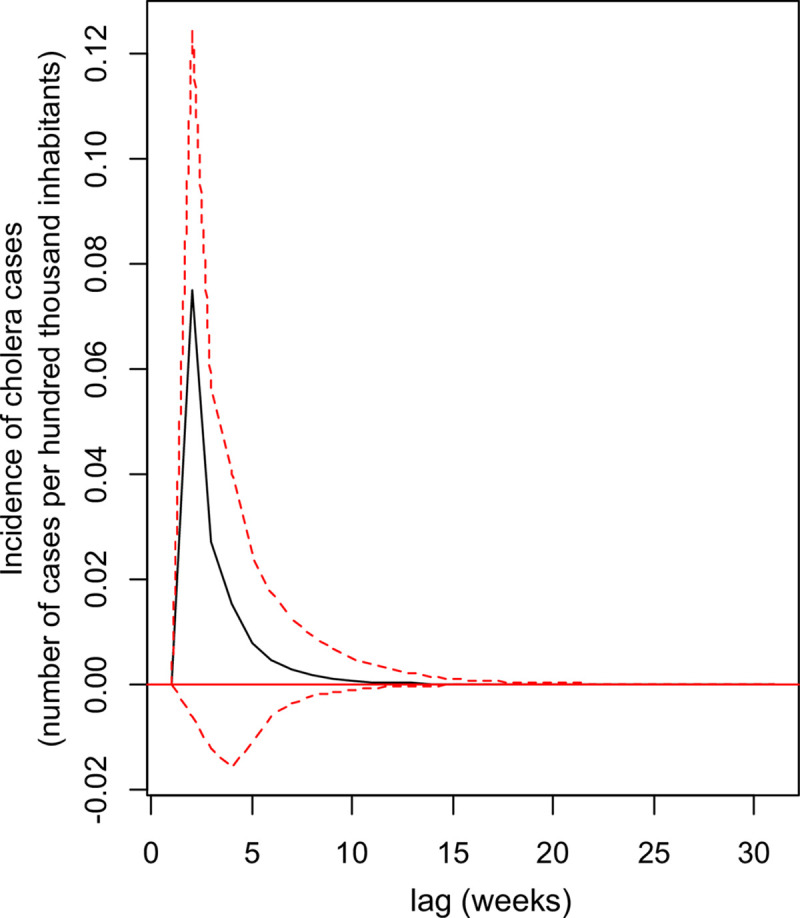 Incidence of cholera cases
(number of cases per hundred thousand inhabitants)
0.12
0.10
0.08
0.06
0.04
0.02
0.00
-0.02
0 5 10 15 20 25 30
lag (weeks)